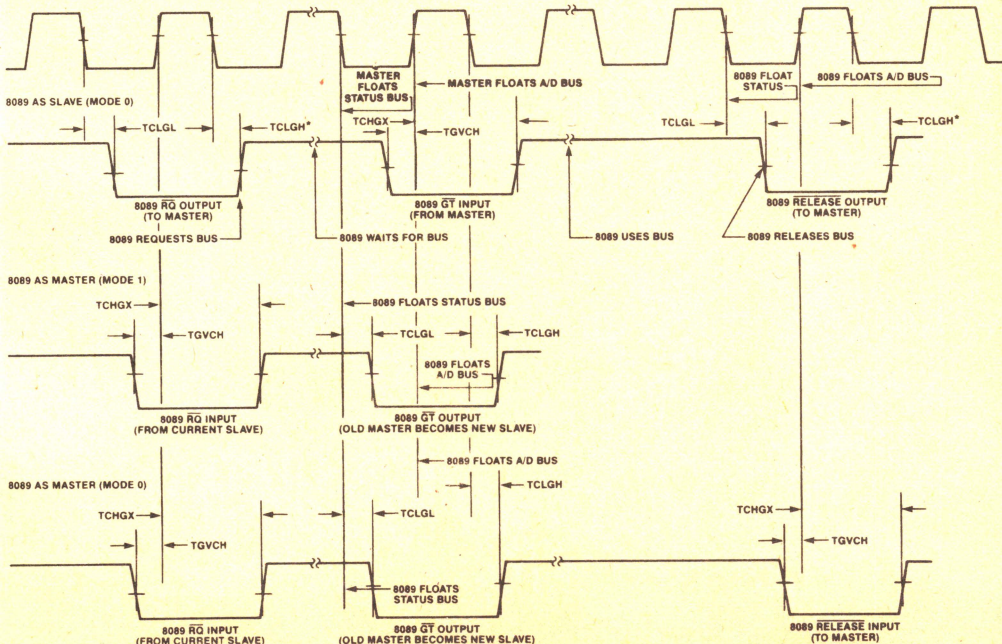 MASTER
FLOATS
STATUS BUS
MASTER FLOATS A/D BUS
8089 FLOAT
STATUS
8089 FLOATS A/D BUS
8089 AS SLAVE (MODE 0)
TCLGL
TCLGH*
TCHGX
TGVCH
TCLGL
TCLGH*
8089 RQ OUTPUT
(TO MASTER)
8089 GT INPUT
(FROM MASTER)
8089 RELEASE OUTPUT
(TO MASTER)
8089 REQUESTS BUS
8089 WAITS FOR BUS
8089 USES BUS
8089 RELEASES BUS
8089 AS MASTER (MODE 1)
TCHGX
8089 FLOATS STATUS BUS
TGVCH
TCLGL
TCLGH
8089 FLOATS
A/D BUS
8089 RQ INPUT
(FROM CURRENT SLAVE)
8089 GT OUTPUT
(OLD MASTER BECOMES NEW SLAVE)
8089 FLOATS A/D BUS
8089 AS MASTER (MODE 0)
TCLGH
TCHGX
TCLGL
TCHGX
TGVCH
TGVCH
8089 FLOATS
STATUS BUS
8089 RQ INPUT
(FROM CURRENT SLAVE)
8089 GT OUTPUT
(OLD MASTER BECOMES NEW SLAVE)
8089 RELEASE INPUT
(TO MASTER)